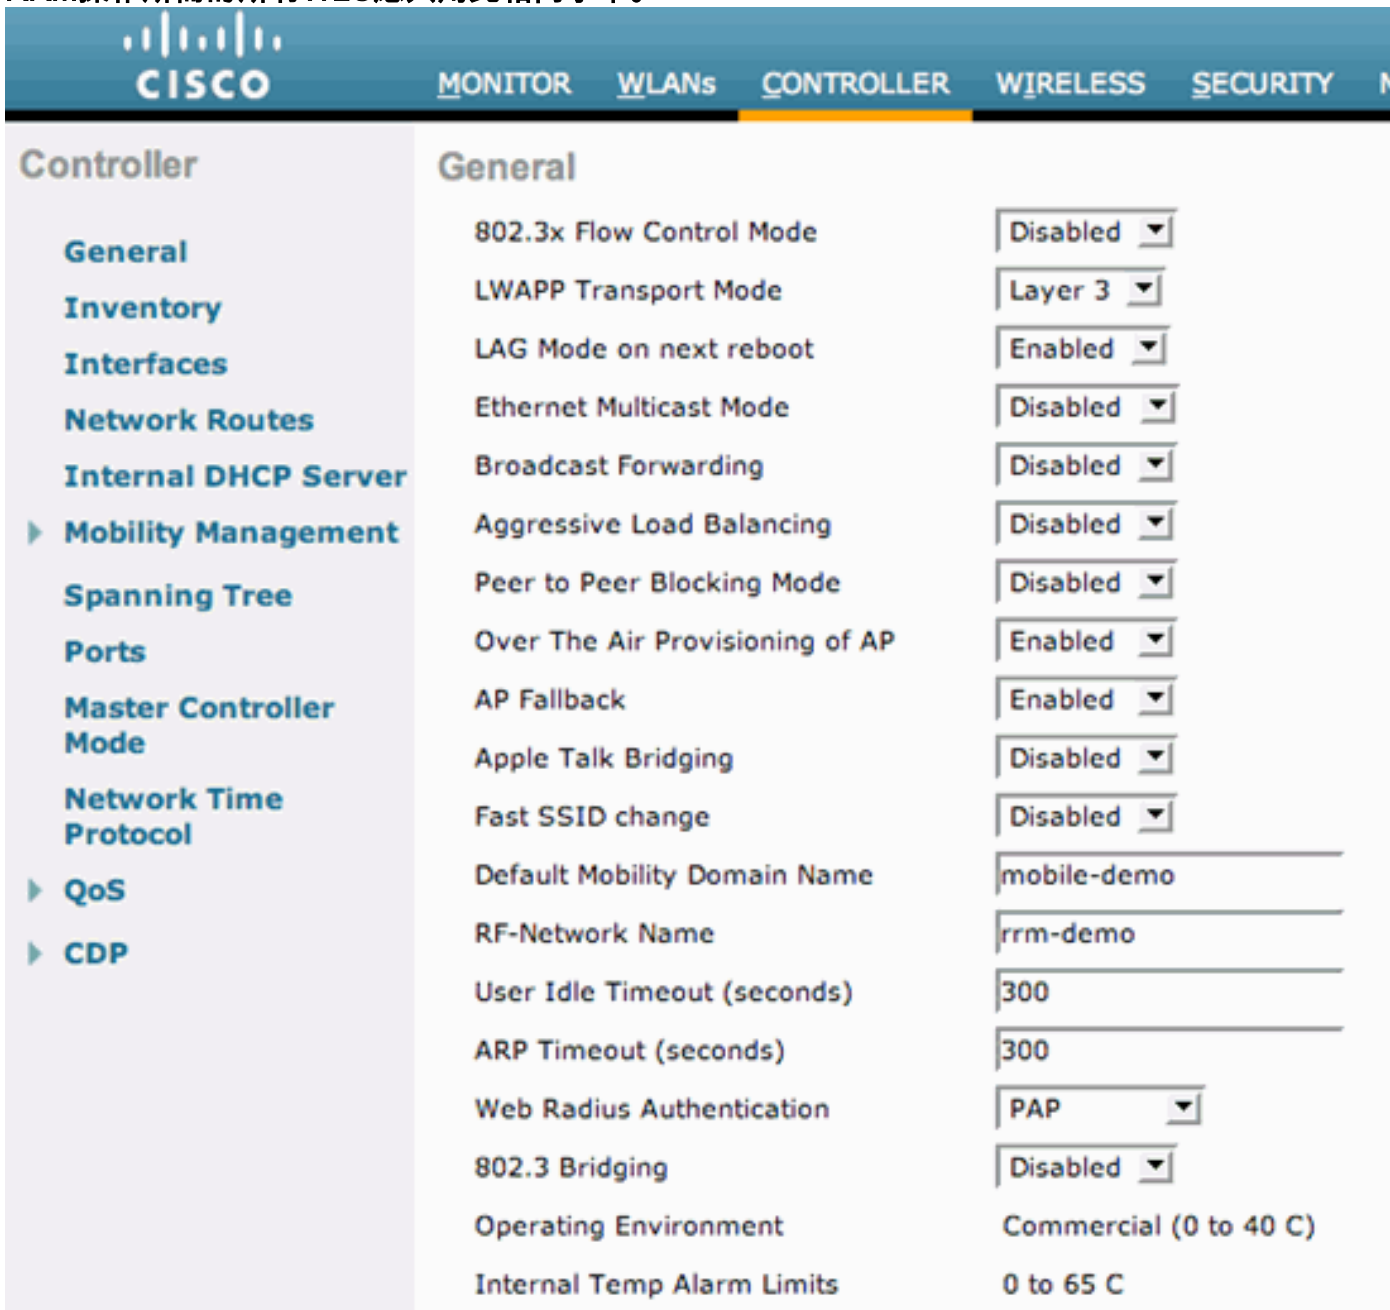 CISCO
MONITOR WLANs CONTROLLER WIRELESS SECURITY
Controller
General
Inventory
Interfaces
Network Routes
Internal DHCP Server
Mobility Management
Spanning Tree
Ports
Master Controller
Mode
Network Time
Protocol
QoS
CDP
General
802.3x Flow Control Mode Disabled
LWAPP Transport Mode Layer 3
LAG Mode on next reboot Enabled
Ethernet Multicast Mode Disabled
Broadcast Forwarding Disabled
Aggressive Load Balancing Disabled
Peer to Peer Blocking Mode Disabled
Over The Air Provisioning of AP Enabled
AP Fallback Enabled
Apple Talk Bridging Disabled
Fast SSID change Disabled
Default Mobility Domain Name mobile-demo
RF-Network Name rrm-demo
User Idle Timeout (seconds) 300
ARP Timeout (seconds) 300
Web Radius Authentication PAP
802.3 Bridging Disabled
Operating Environment Commercial (0 to 40 C)
Internal Temp Alarm Limits 0 to 65 C